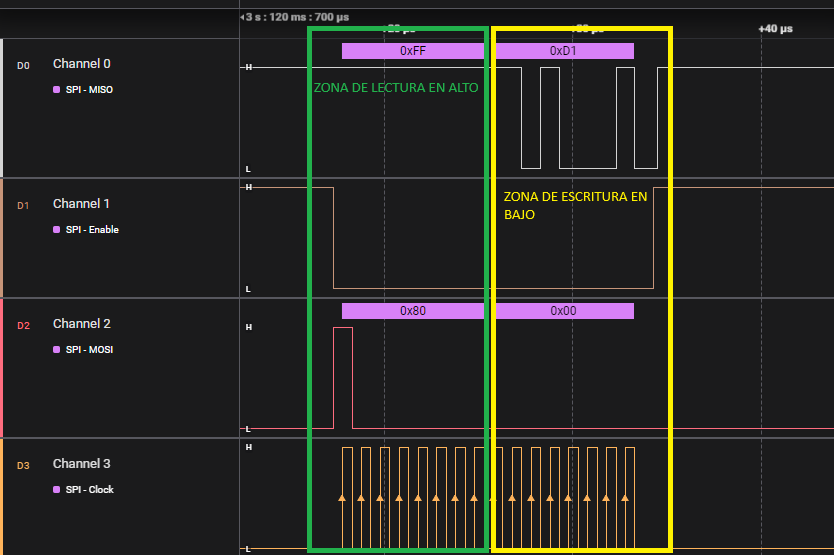 3 s : 120 ms : 700 µs
+20 µs
+30 µs
+40 µs
0xFF
0xD1
D0
Channel 0
H
SPI - MISO
ZONA DE LECTURA EN ALTO
L
D1
Channel 1
H
SPI - Enable
ZONA DE ESCRITURA EN
BAJO
L
0x80
0x00
D2
Channel 2
H
SPI - MOSI
L
D3
Channel 3
H
SPI - Clock
L